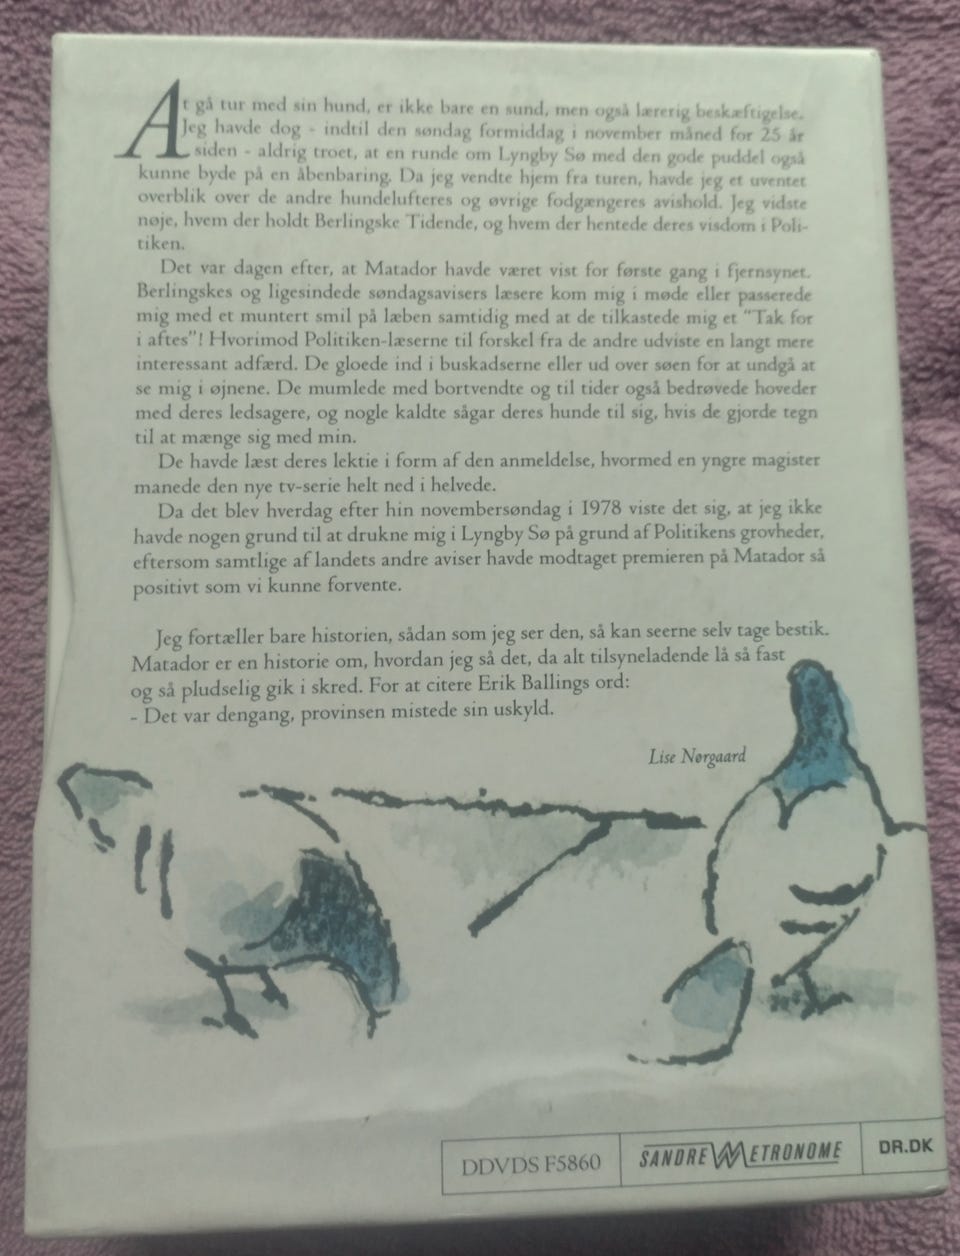 At gå tur med sin hund, er ikke bare en sund, men også lærerig beskæftigelse.
Jeg havde dog - indtil den søndag formiddag i november måned for 25 år
siden - aldrig troet, at en runde om Lyngby Sø med den gode puddel også
kunne byde på en åbenbaring. Da jeg vendte hjem fra turen, havde jeg et uventet
overblik over de andre hundelufteres og øvrige fodgængeres avishold. Jeg vidste
nøje, hvem der holdt Berlingske Tidende, og hvem der hentede deres visdom i Poli-
tiken.
Det var dagen efter, at Matador havde været vist for første gang i fjernsynet.
Berlingskes og ligesindede søndagsavisers læsere kom mig i møde eller passerede
mig med et muntert smil på læben samtidig med at de tilkastede mig et "Tak for
i aftes"! Hvorimod Politiken-læserne til forskel fra de andre udviste en langt mere
interessant adfærd. De gloede ind i buskadserne eller ud over søen for at undgå at
se mig i øjnene. De mumlede med bortvendte og til tider også bedrøvede hoveder
med deres ledsagere, og nogle kaldte sågar deres hunde til sig, hvis de gjorde tegn
til at mænge sig med min.
De havde læst deres lektie i form af den anmeldelse, hvormed en yngre magister
manede den nye tv-serie helt ned i helvede.
Da det blev hverdag efter hin novembersøndag i 1978 viste det sig, at jeg ikke
havde nogen grund til at drukne mig i Lyngby Sø på grund af Politikens grovheder,
eftersom samtlige af landets andre aviser havde modtaget premieren på Matador så
positivt som vi kunne forvente.
Jeg fortæller bare historien, sådan som jeg ser den, så kan seerne selv tage bestik.
Matador er en historie om, hvordan jeg så det, da alt tilsyneladende lå så fast
og så pludselig gik i skred. For at citere Erik Ballings ord:
- Det var dengang, provinsen mistede sin uskyld.
Lise Nørgaard
DDVDS F5860
SANDREW METRONOME
DR.DK